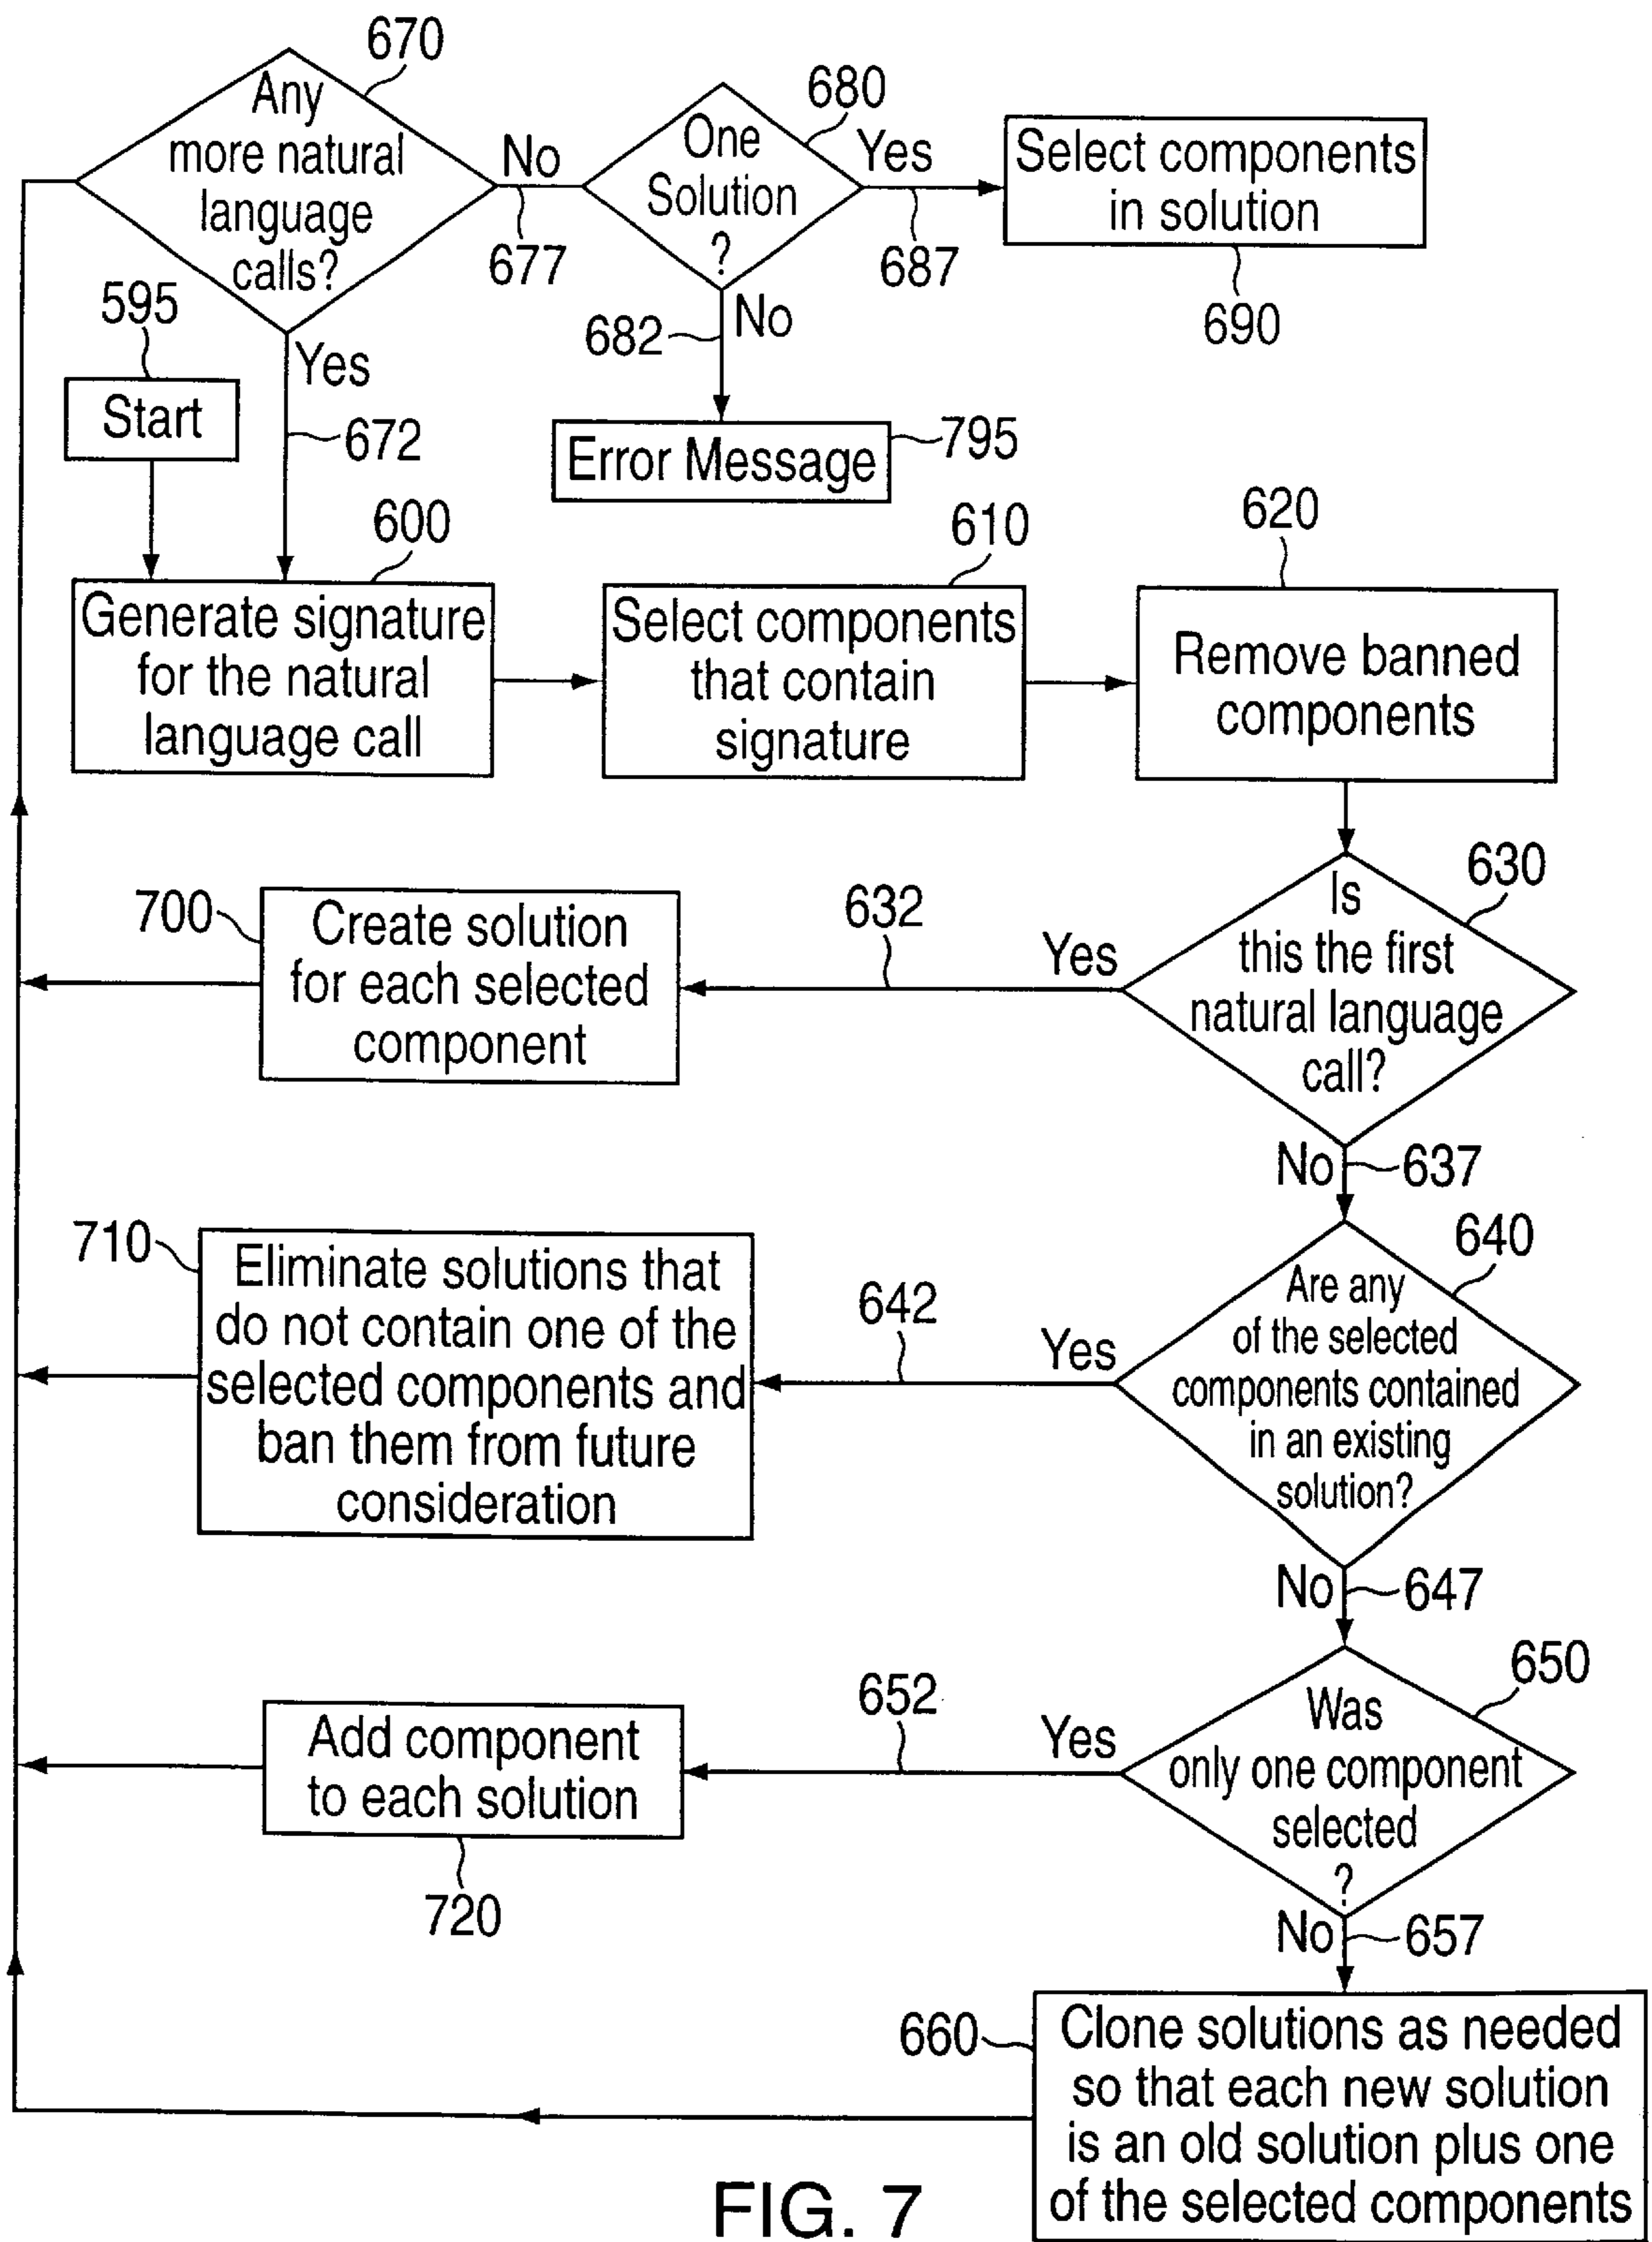 670
Any
more natural
language
calls?
No
677
680
One
Solution
?
Yes
687
Select components
in solution
690
682
No
Error Message
795
595
Start
Yes
672
600
Generate signature
for the natural
language call
610
Select components
that contain
signature
620
Remove banned
components
630
Is
this the first
natural language
call?
Yes
632
700
Create solution
for each selected
component
No
637
640
Are any
of the selected
components contained
in an existing
solution?
Yes
642
710
Eliminate solutions that
do not contain one of the
selected components and
ban them from future
consideration
No
647
650
Was
only one component
selected
?
Yes
652
Add component
to each solution
720
No
657
660
Clone solutions as needed
so that each new solution
is an old solution plus one
of the selected components
FIG. 7